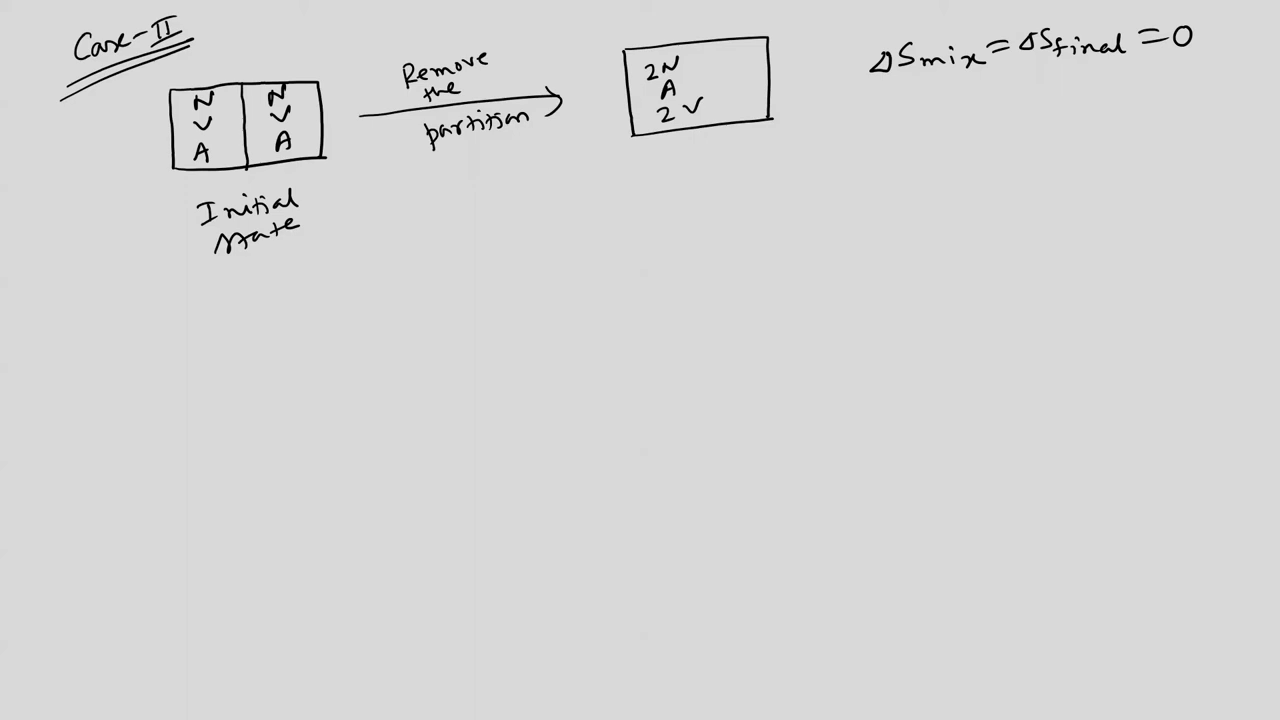 Case-II
N N
V V
A A
Initial
state
Remove
the
partition
2N
A
2V
ΔSmix = ΔSfinal = 0